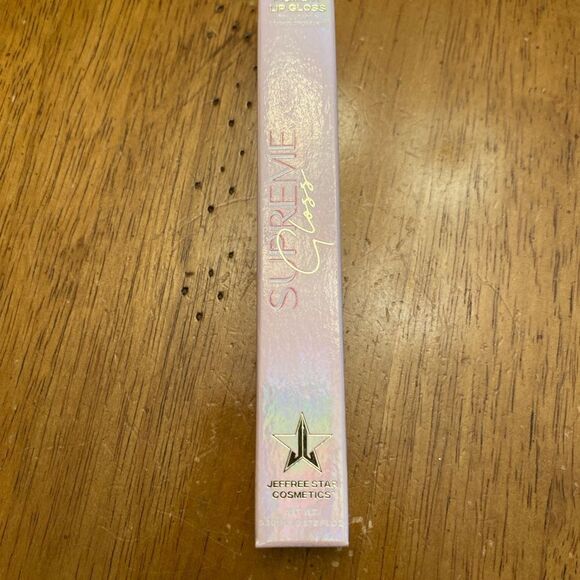 LIP GLOSS
SUPREME
Gloss
JEFFREE STAR
COSMETICS